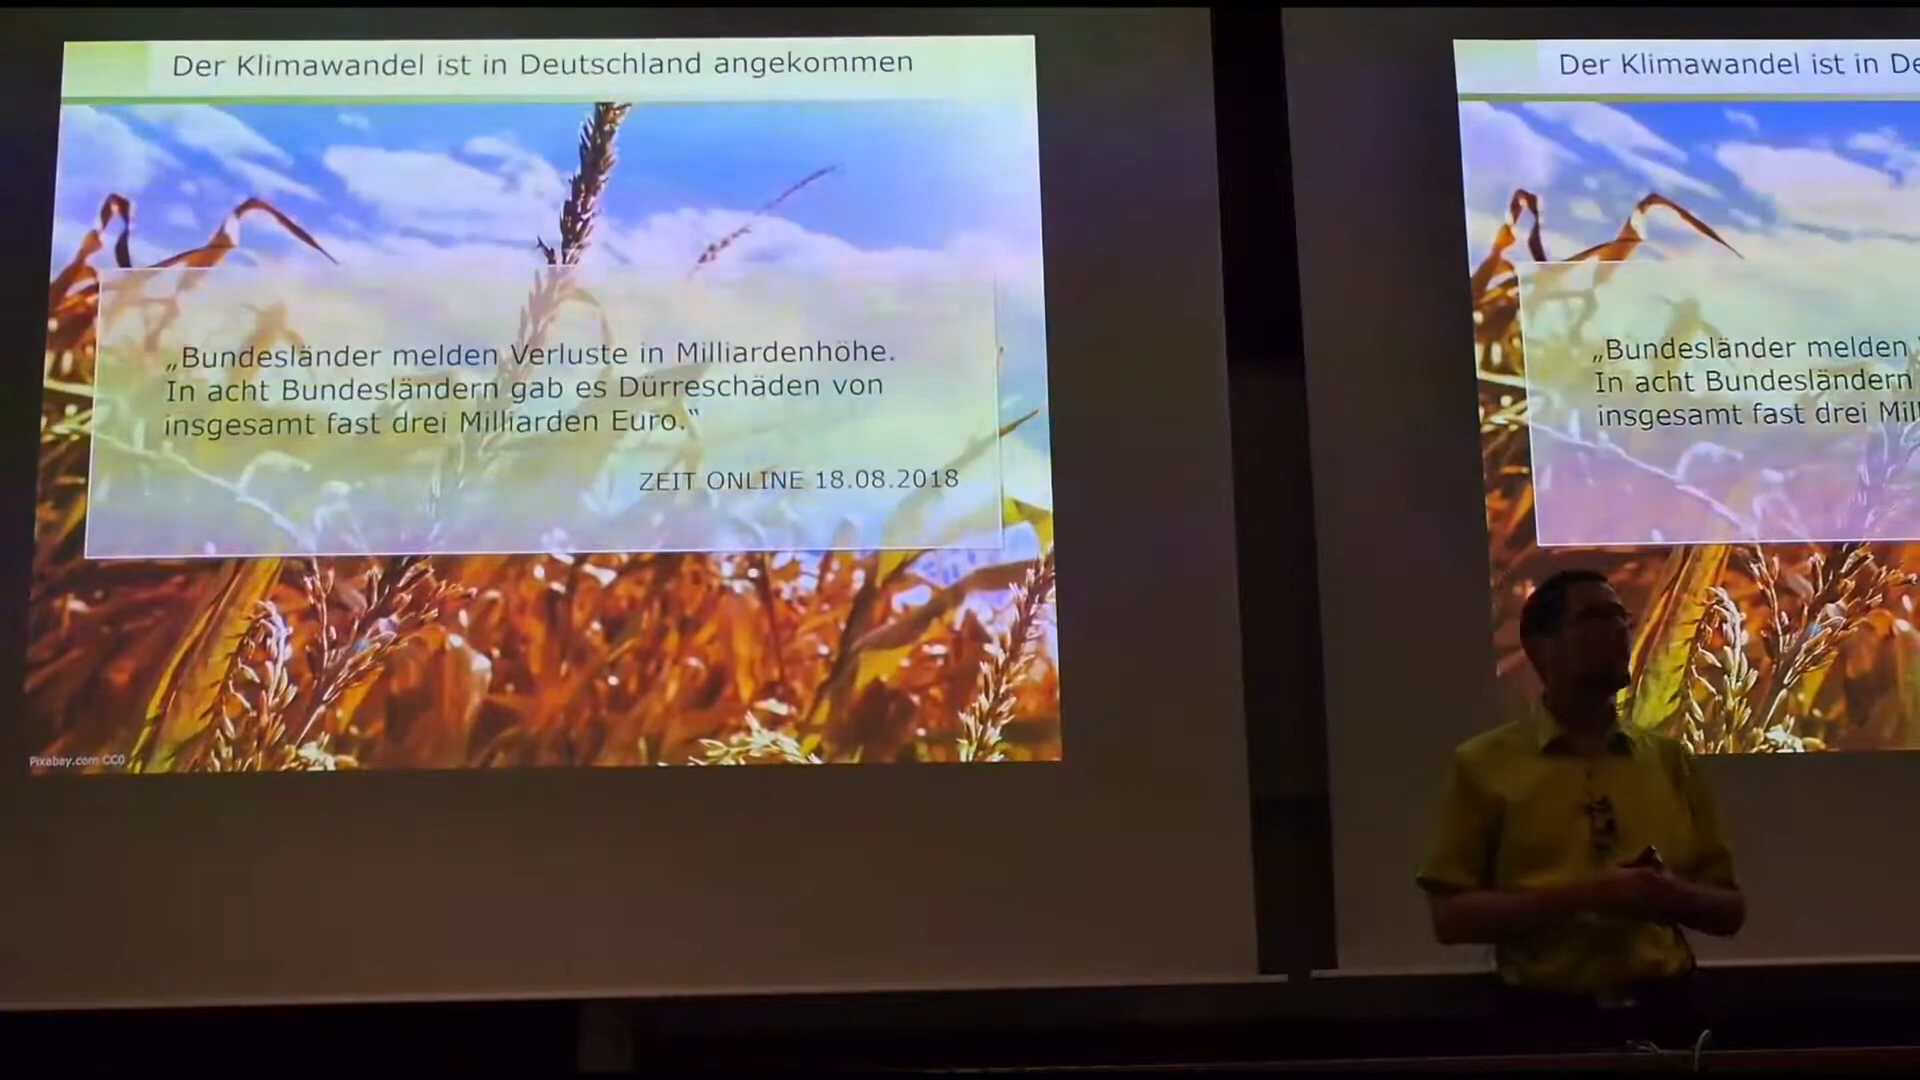 Der Klimawandel ist in Deutschland angekommen
„Bundesländer melden Verluste in Milliardenhöhe.
In acht Bundesländern gab es Dürreschäden von
insgesamt fast drei Milliarden Euro.“
ZEIT ONLINE 18.08.2018
Pixabay.com CC0
Der Klimawandel ist in De
„Bundesländer melden
In acht Bundesländern
insgesamt fast drei Mill